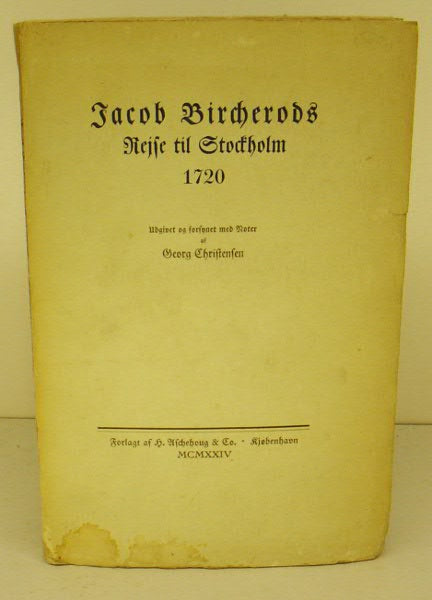 Jacob Bircherods
Rejse til Stockholm
1720
Udgivet og forsynet med Noter
af
Georg Christensen
Forlagt af H. Aschehoug & Co. · Kjøbenhavn
MCMXXIV